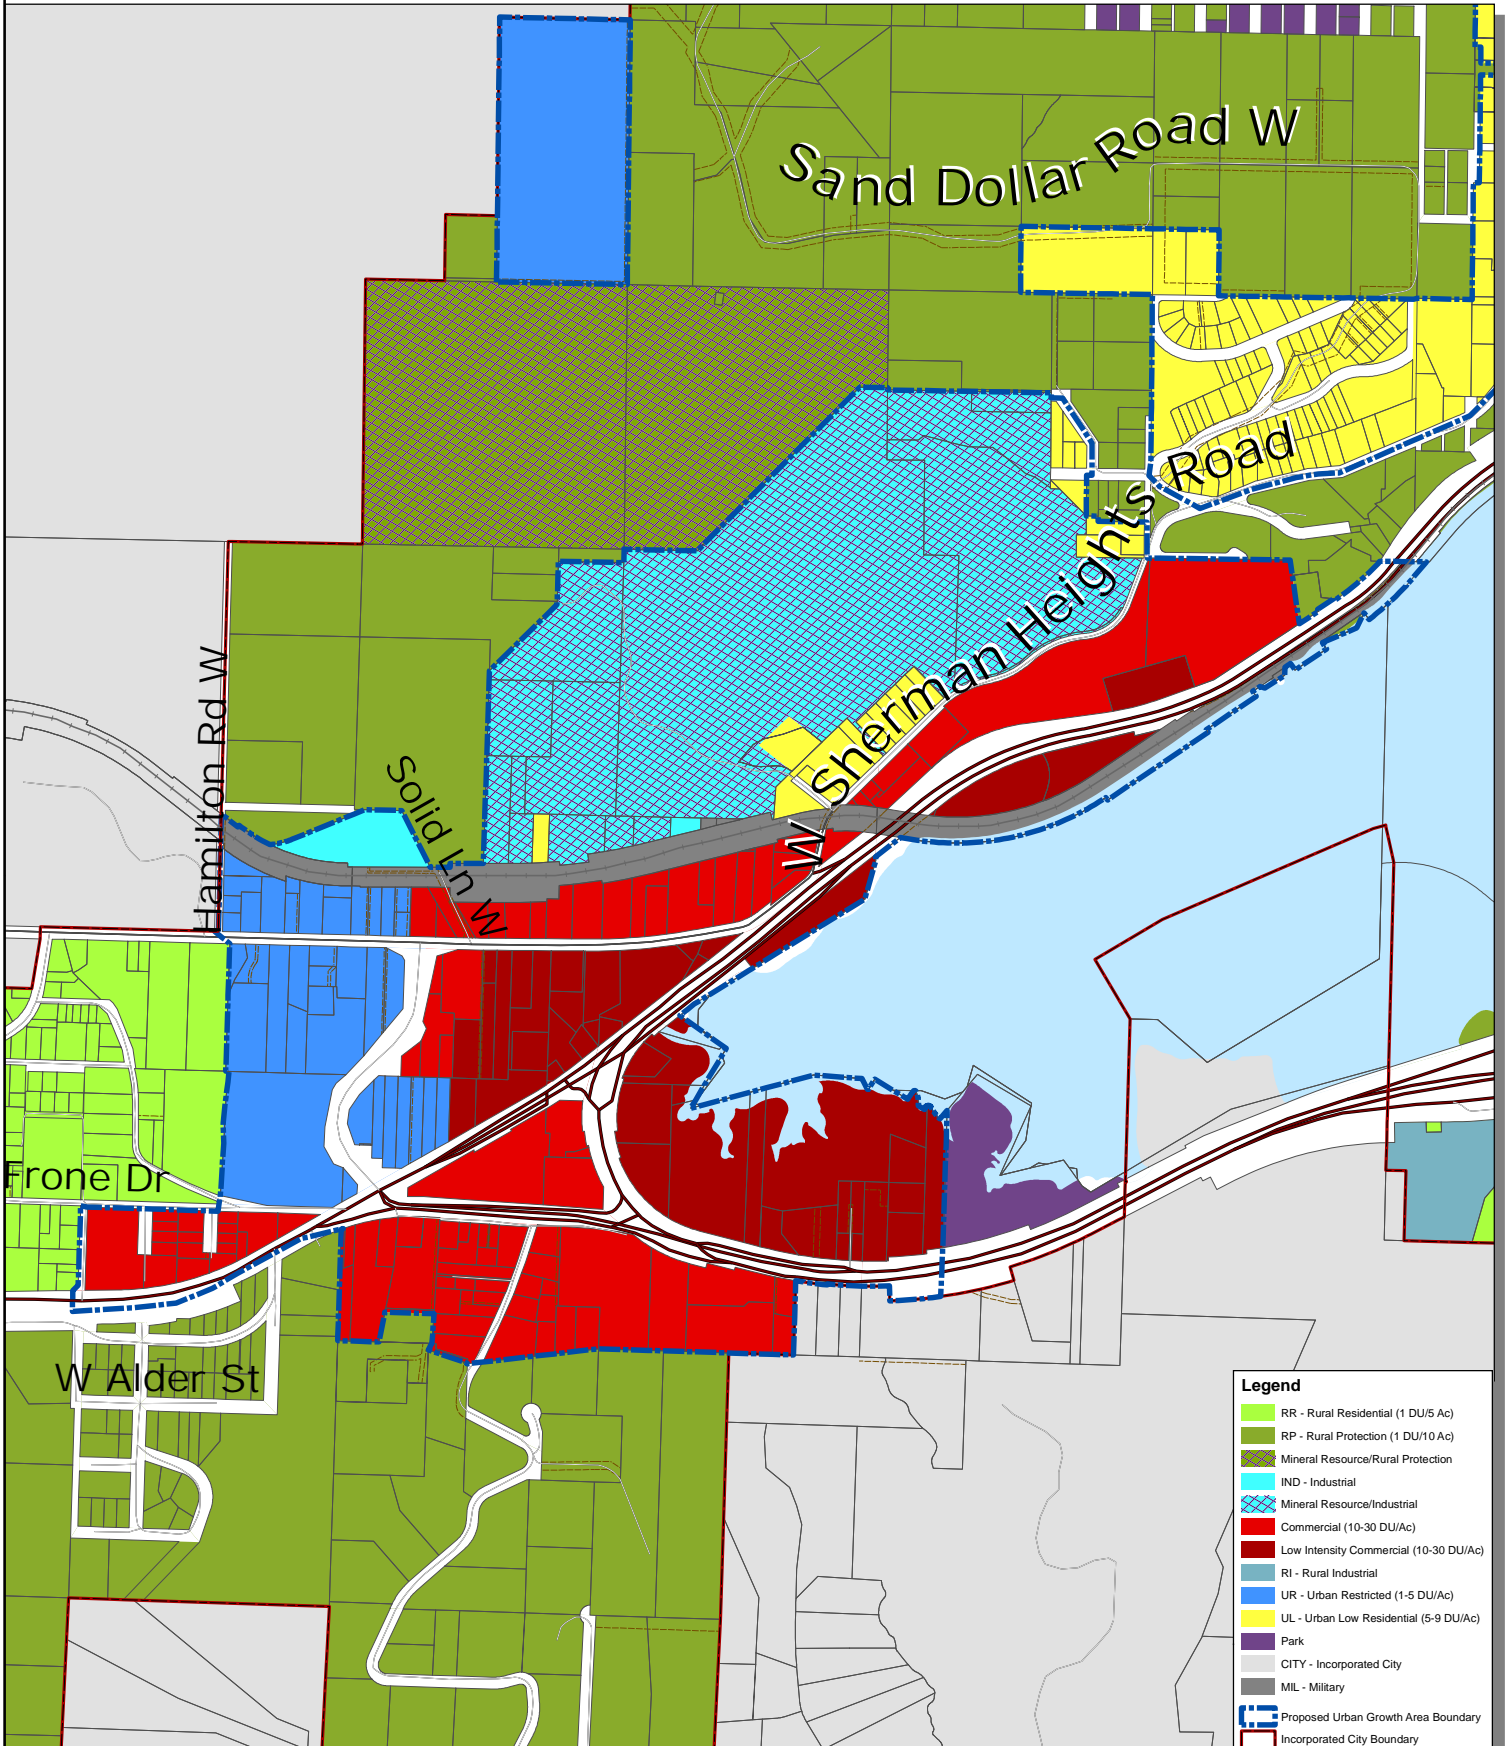 Sand Dollar Road W
W Sherman Heights Road
Hamilton Rd W
Solid Ln W
Frone Dr
W Alder St
Legend
RR - Rural Residential (1 DU/5 Ac)
RP - Rural Protection (1 DU/10 Ac)
Mineral Resource/Rural Protection
IND - Industrial
Mineral Resource/Industrial
Commercial (10-30 DU/Ac)
Low Intensity Commercial (10-30 DU/Ac)
RI - Rural Industrial
UR - Urban Restricted (1-5 DU/Ac)
UL - Urban Low Residential (5-9 DU/Ac)
Park
CITY - Incorporated City
MIL - Military
Proposed Urban Growth Area Boundary
Incorporated City Boundary